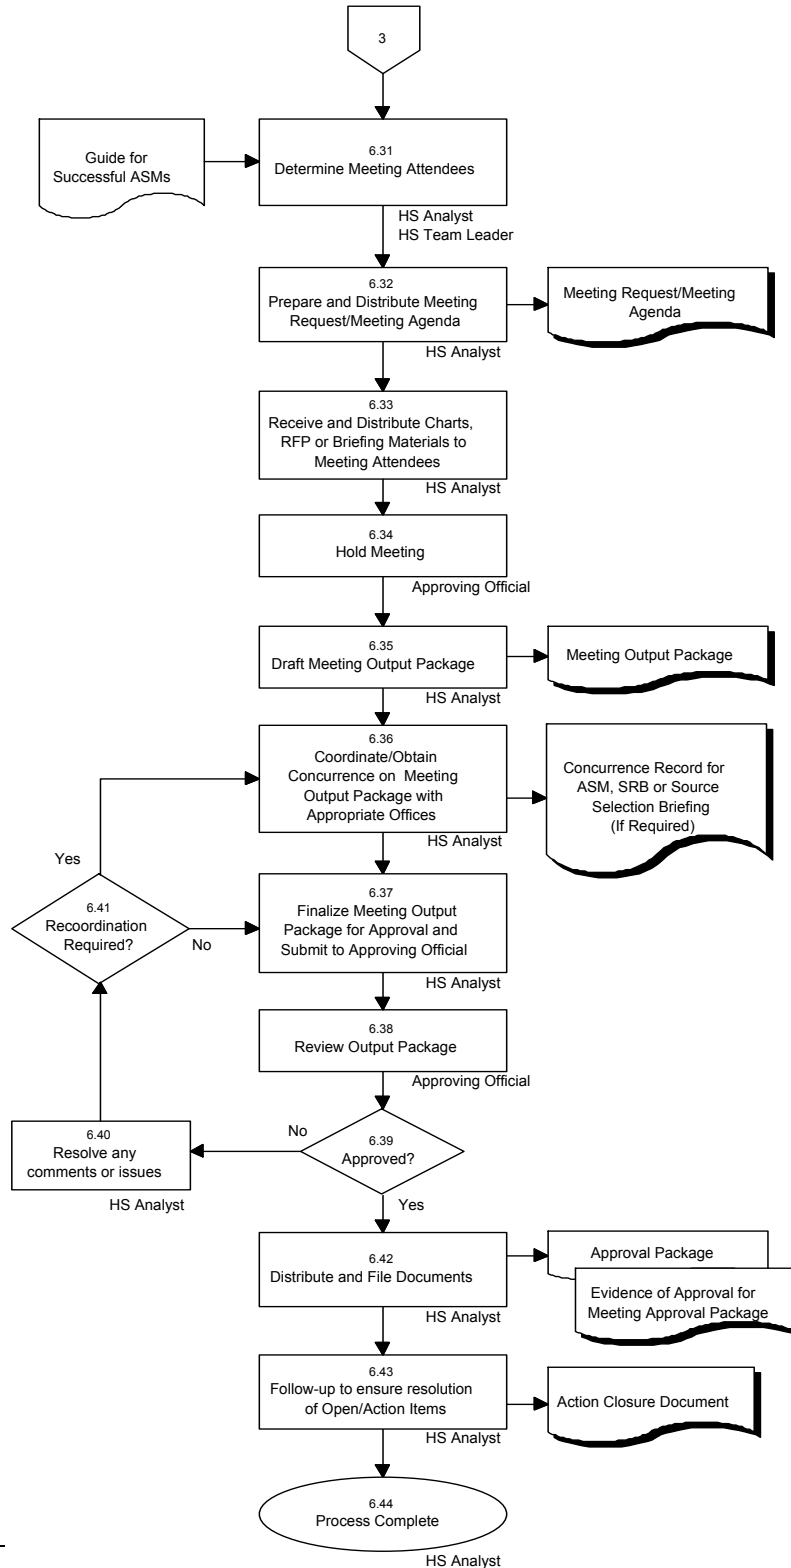 3
Guide for
Successful ASMs
6.31
Determine Meeting Attendees
HS Analyst
HS Team Leader
6.32
Prepare and Distribute Meeting
Request/Meeting Agenda
HS Analyst
Meeting Request/Meeting
Agenda
6.33
Receive and Distribute Charts,
RFP or Briefing Materials to
Meeting Attendees
HS Analyst
6.34
Hold Meeting
Approving Official
6.35
Draft Meeting Output Package
HS Analyst
Meeting Output Package
6.36
Coordinate/Obtain
Concurrence on Meeting
Output Package with
Appropriate Offices
HS Analyst
Concurrence Record for
ASM, SRB or Source
Selection Briefing
(If Required)
Yes
6.41
Recoordination
Required?
No
6.37
Finalize Meeting Output
Package for Approval and
Submit to Approving Official
HS Analyst
6.38
Review Output Package
Approving Official
6.40
Resolve any
comments or issues
HS Analyst
No
6.39
Approved?
Yes
6.42
Distribute and File Documents
HS Analyst
Approval Package
Evidence of Approval for
Meeting Approval Package
6.43
Follow-up to ensure resolution
of Open/Action Items
HS Analyst
Action Closure Document
6.44
Process Complete
HS Analyst